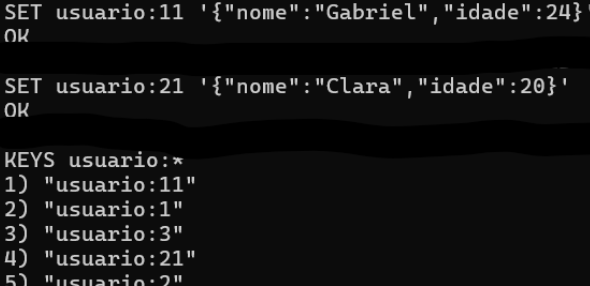 SET usuario:11 '{"nome":"Gabriel","idade":24}'
OK
SET usuario:21 '{"nome":"Clara","idade":20}'
OK
KEYS usuario:*
1) "usuario:11"
2) "usuario:1"
3) "usuario:3"
4) "usuario:21"
5) "usuario:2"